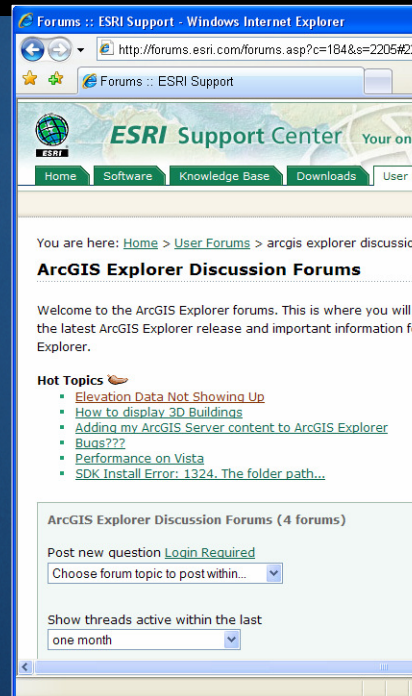 Forums :: ESRI Support - Windows Internet Explorer
http://forums.esri.com/forums.asp?c=184&s=2205#2
Forums :: ESRI Support
ESRI
ESRI Support Center Your on
Home Software Knowledge Base Downloads User
You are here: Home > User Forums > arcgis explorer discussio
ArcGIS Explorer Discussion Forums
Welcome to the ArcGIS Explorer forums. This is where you will
the latest ArcGIS Explorer release and important information f
Explorer.
Hot Topics
Elevation Data Not Showing Up
How to display 3D Buildings
Adding my ArcGIS Server content to ArcGIS Explorer
Bugs???
Performance on Vista
SDK Install Error: 1324. The folder path...
ArcGIS Explorer Discussion Forums (4 forums)
Post new question Login Required
Choose forum topic to post within...
Show threads active within the last
one month